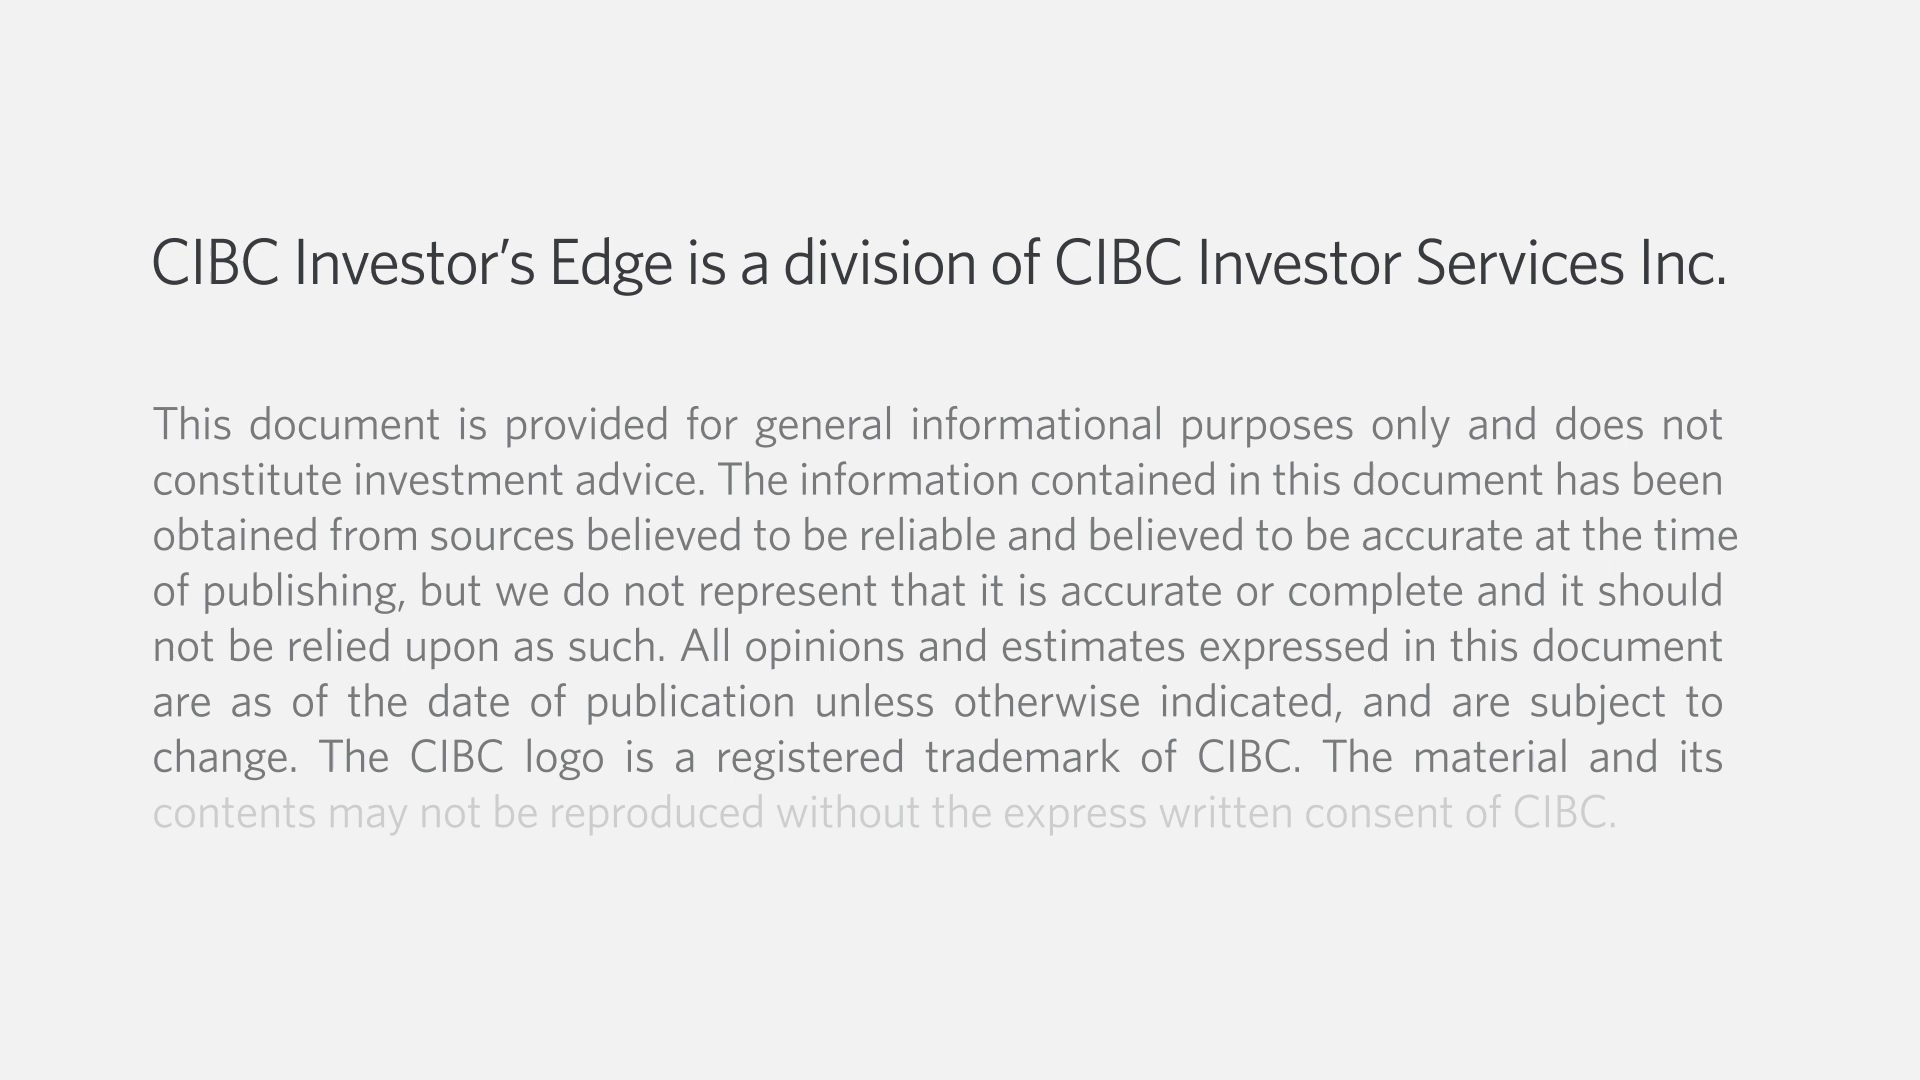 CIBC Investor’s Edge is a division of CIBC Investor Services Inc.
This document is provided for general informational purposes only and does not
constitute investment advice. The information contained in this document has been
obtained from sources believed to be reliable and believed to be accurate at the time
of publishing, but we do not represent that it is accurate or complete and it should
not be relied upon as such. All opinions and estimates expressed in this document
are as of the date of publication unless otherwise indicated, and are subject to
change. The CIBC logo is a registered trademark of CIBC. The material and its
contents may not be reproduced without the express written consent of CIBC.